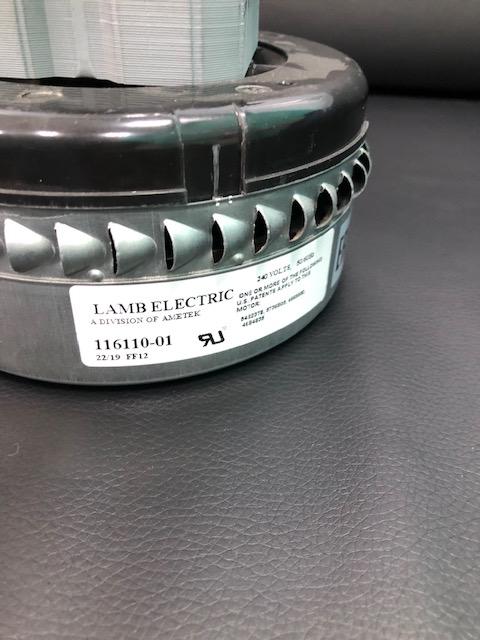 LAMB ELECTRIC
A DIVISION OF AMETEK
116110-01
22/19 FF12
240 VOLTS, 50/60
ONE OR MORE OF THE FOLLOWING
U.S. PATENTS APPLY TO THIS
MOTOR: